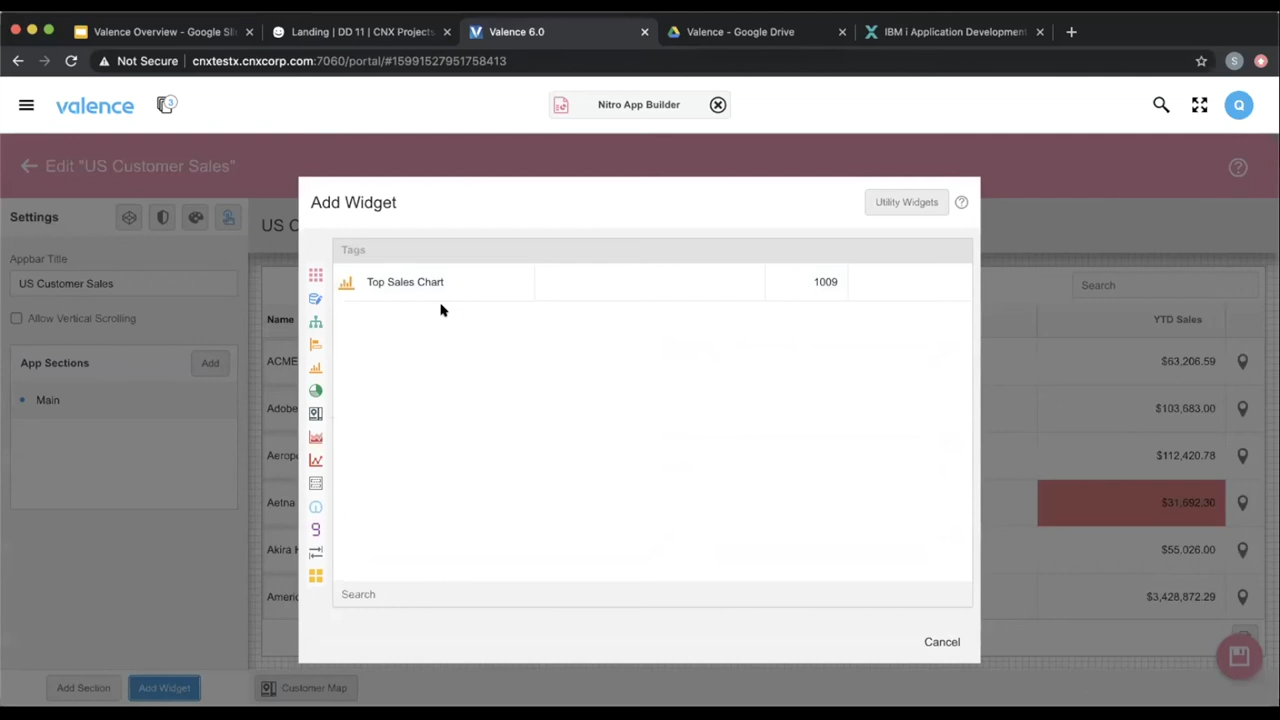 Valence Overview - Google Sli
Landing | DD 11 | CNX Projects
Valence 6.0
Valence - Google Drive
IBM i Application Development
Not Secure
cnxtestx.cnxcorp.com:7060/portal/#15991527951758413
S
valence
3
Nitro App Builder
Q
Edit "US Customer Sales"
Settings
US C
Add Widget
Utility Widgets
Tags
Appbar Title
US Customer Sales
Top Sales Chart
1009
Search
Allow Vertical Scrolling
Name
YTD Sales
App Sections
Add
ACME
$63,206.59
Main
Adobe
$103,683.00
Aerop
$112,420.78
Aetna
$31,692.30
Akira H
$55,026.00
Americ
$3,428,872.29
Search
Cancel
Add Section
Add Widget
Customer Map